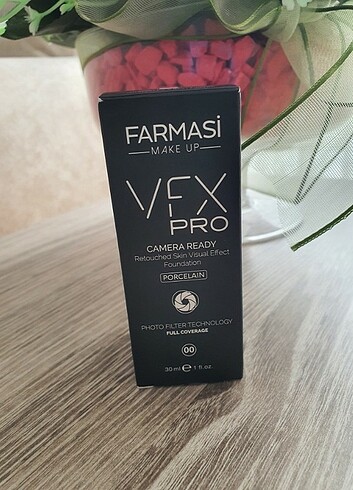 FARMASİ
MAKE UP
VFX
PRO
CAMERA READY
Retouched Skin Visual Effect
Foundation
PORCELAIN
PHOTO FILTER TECHNOLOGY
FULL COVERAGE
00
30 ml ℮ 1 fl. oz.